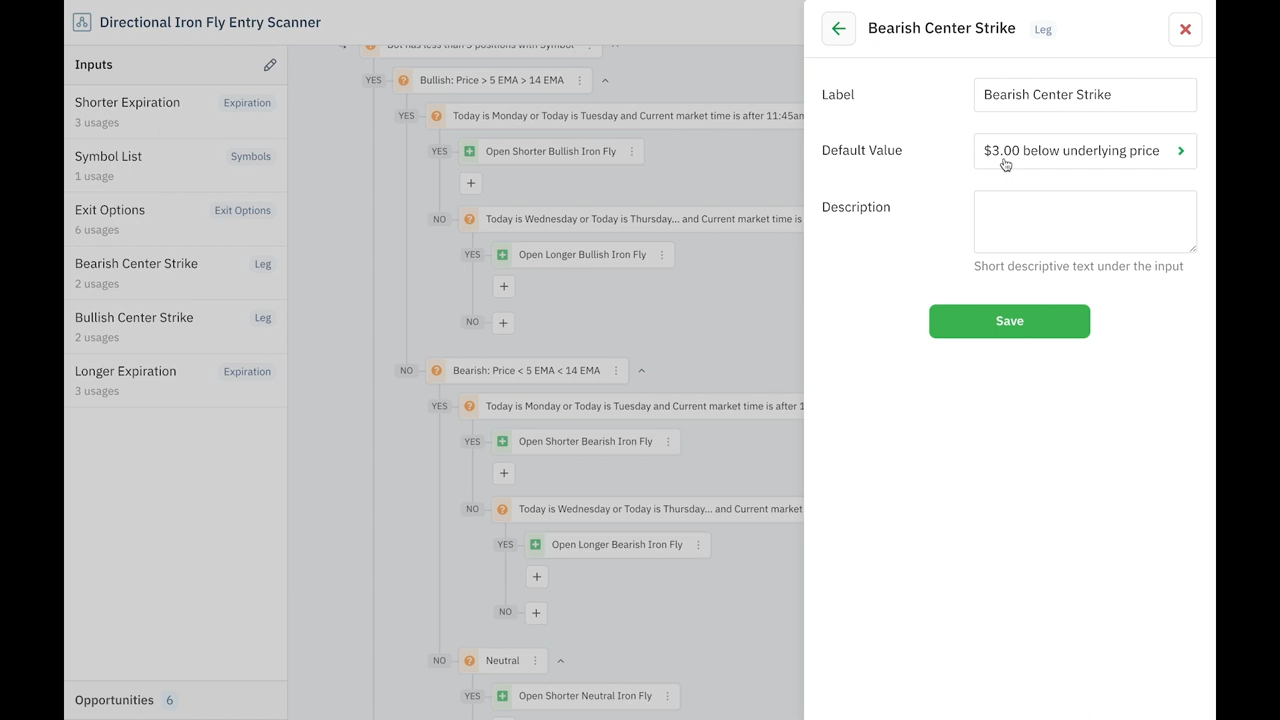 Directional Iron Fly Entry Scanner
Inputs
Shorter Expiration Expiration
3 usages
Symbol List Symbols
1 usage
Exit Options Exit Options
6 usages
Bearish Center Strike Leg
2 usages
Bullish Center Strike Leg
2 usages
Longer Expiration Expiration
3 usages
Opportunities 6
Bot has less than 5 positions with Symbol
YES Bullish: Price > 5 EMA > 14 EMA
YES Today is Monday or Today is Tuesday and Current market time is after 11:45am
YES Open Shorter Bullish Iron Fly
NO Today is Wednesday or Today is Thursday... and Current market time is
YES Open Longer Bullish Iron Fly
NO
NO Bearish: Price < 5 EMA < 14 EMA
YES Today is Monday or Today is Tuesday and Current market time is after 1
YES Open Shorter Bearish Iron Fly
NO Today is Wednesday or Today is Thursday... and Current market
YES Open Longer Bearish Iron Fly
NO
NO Neutral
YES Open Shorter Neutral Iron Fly
Bearish Center Strike Leg
Label Bearish Center Strike
Default Value $3.00 below underlying price
Description
Short descriptive text under the input
Save